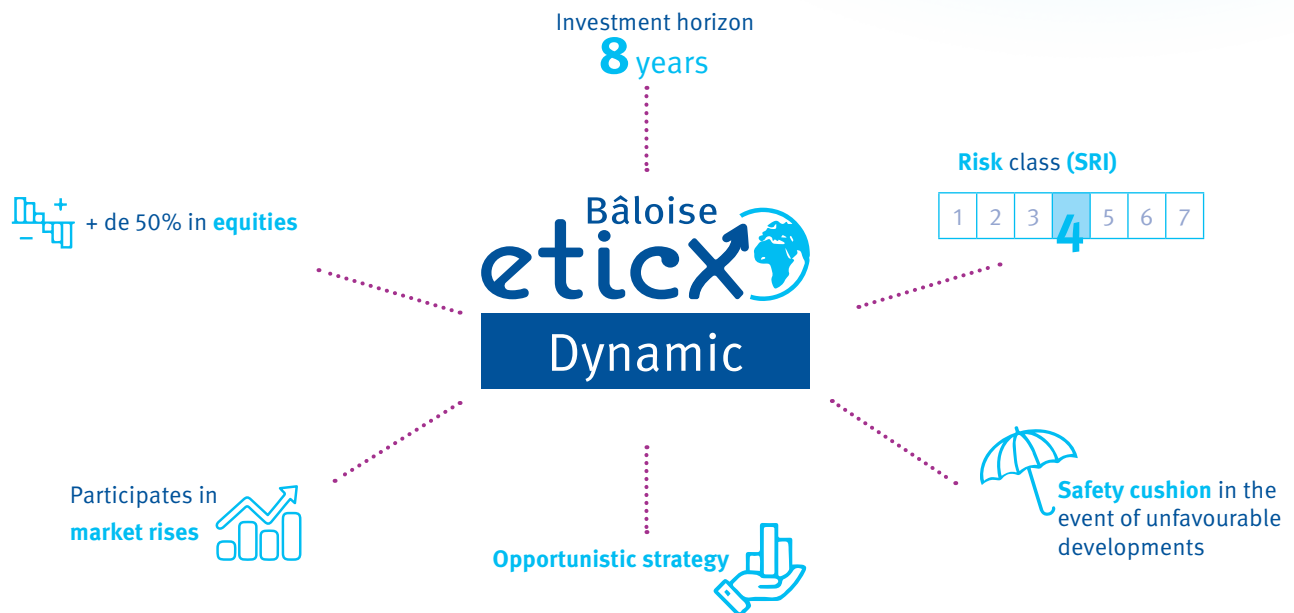 Investment horizon
8 years
Risk class (SRI)
1 2 3 4 5 6 7
+ de 50% in equities
+
−
Bâloise
eticx
Dynamic
Participates in
market rises
Opportunistic strategy
Safety cushion in the
event of unfavourable
developments